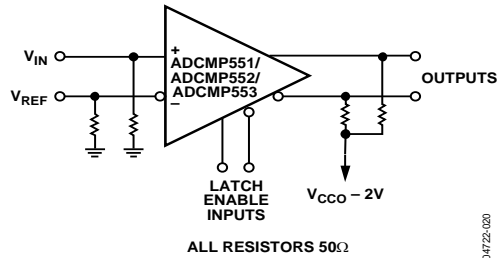 V_IN
+
ADCMP551/
ADCMP552/
ADCMP553
V_REF
–
OUTPUTS
LATCH
ENABLE
INPUTS
V_CCO – 2V
ALL RESISTORS 50Ω
04722-020